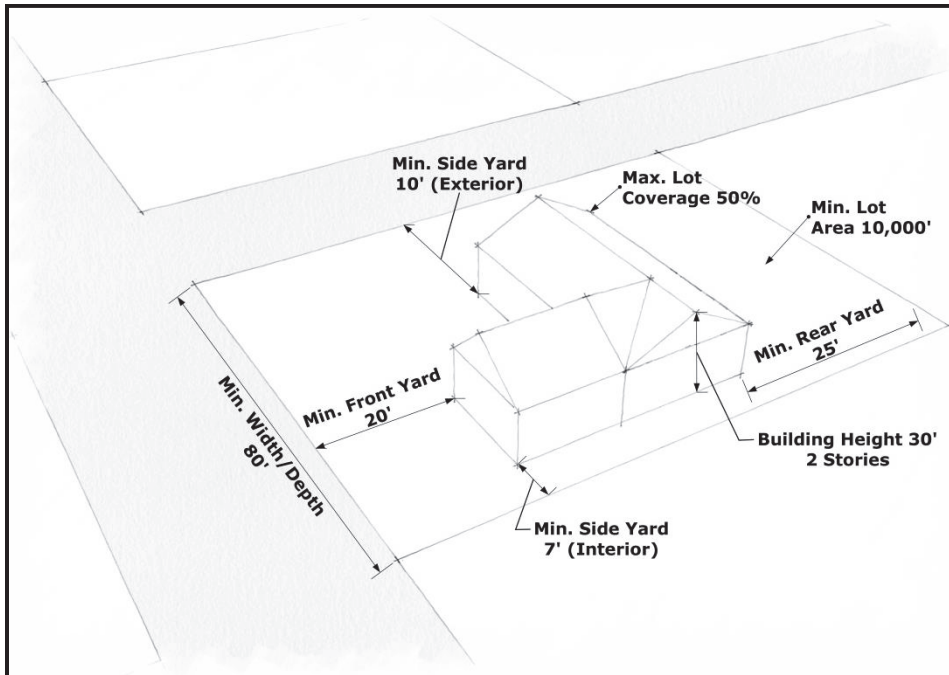 Min. Side Yard
10' (Exterior)
Max. Lot
Coverage 50%
Min. Lot
Area 10,000'
Min. Rear Yard
25'
Min. Front Yard
20'
Min. Width/Depth
80'
Building Height 30'
2 Stories
Min. Side Yard
7' (Interior)